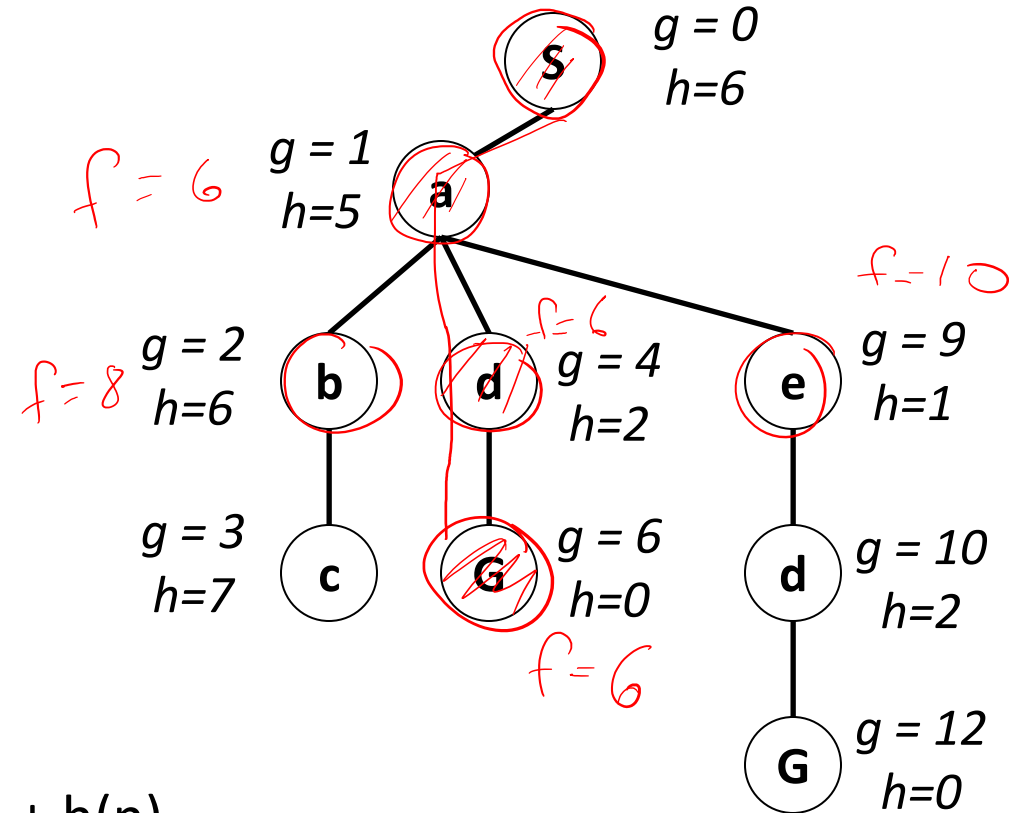 S
g = 0
h=6
g = 1
h=5
f = 6
a
f=10
g = 2
h=6
f=8
b
f=6
d
g = 4
h=2
e
g = 9
h=1
g = 3
h=7
c
G
g = 6
h=0
f=6
d
g = 10
h=2
G
g = 12
h=0
+ h(n)